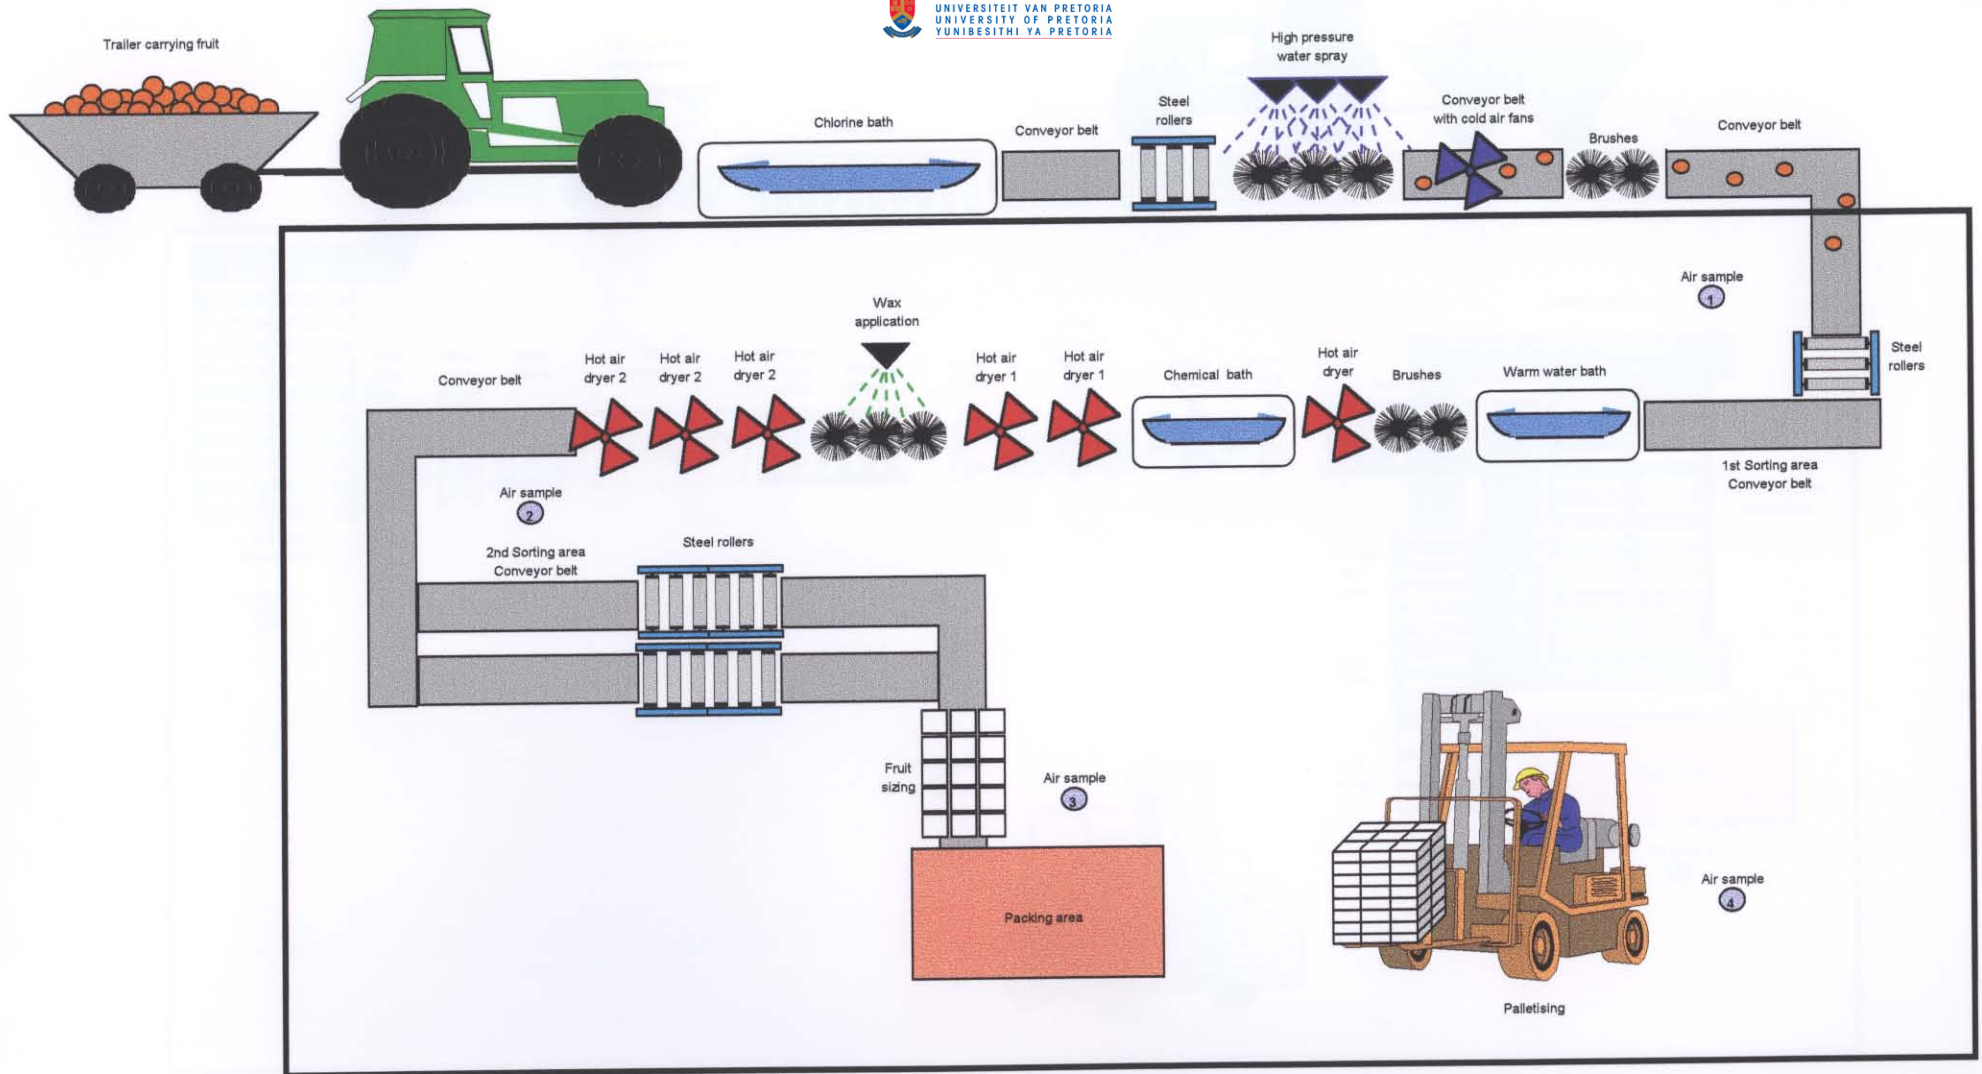 UNIVERSITEIT VAN PRETORIA
UNIVERSITY OF PRETORIA
YUNIBESITHI YA PRETORIA
Trailer carrying fruit
Chlorine bath
Conveyor belt
Steel
rollers
High pressure
water spray
Conveyor belt
with cold air fans
Brushes
Conveyor belt
Air sample
1
Steel
rollers
1st Sorting area
Conveyor belt
Warm water bath
Brushes
Hot air
dryer
Chemical bath
Hot air
dryer 1
Hot air
dryer 1
Wax
application
Hot air
dryer 2
Hot air
dryer 2
Hot air
dryer 2
Conveyor belt
Air sample
2
2nd Sorting area
Conveyor belt
Steel rollers
Fruit
sizing
Air sample
3
Packing area
Air sample
4
Palletising